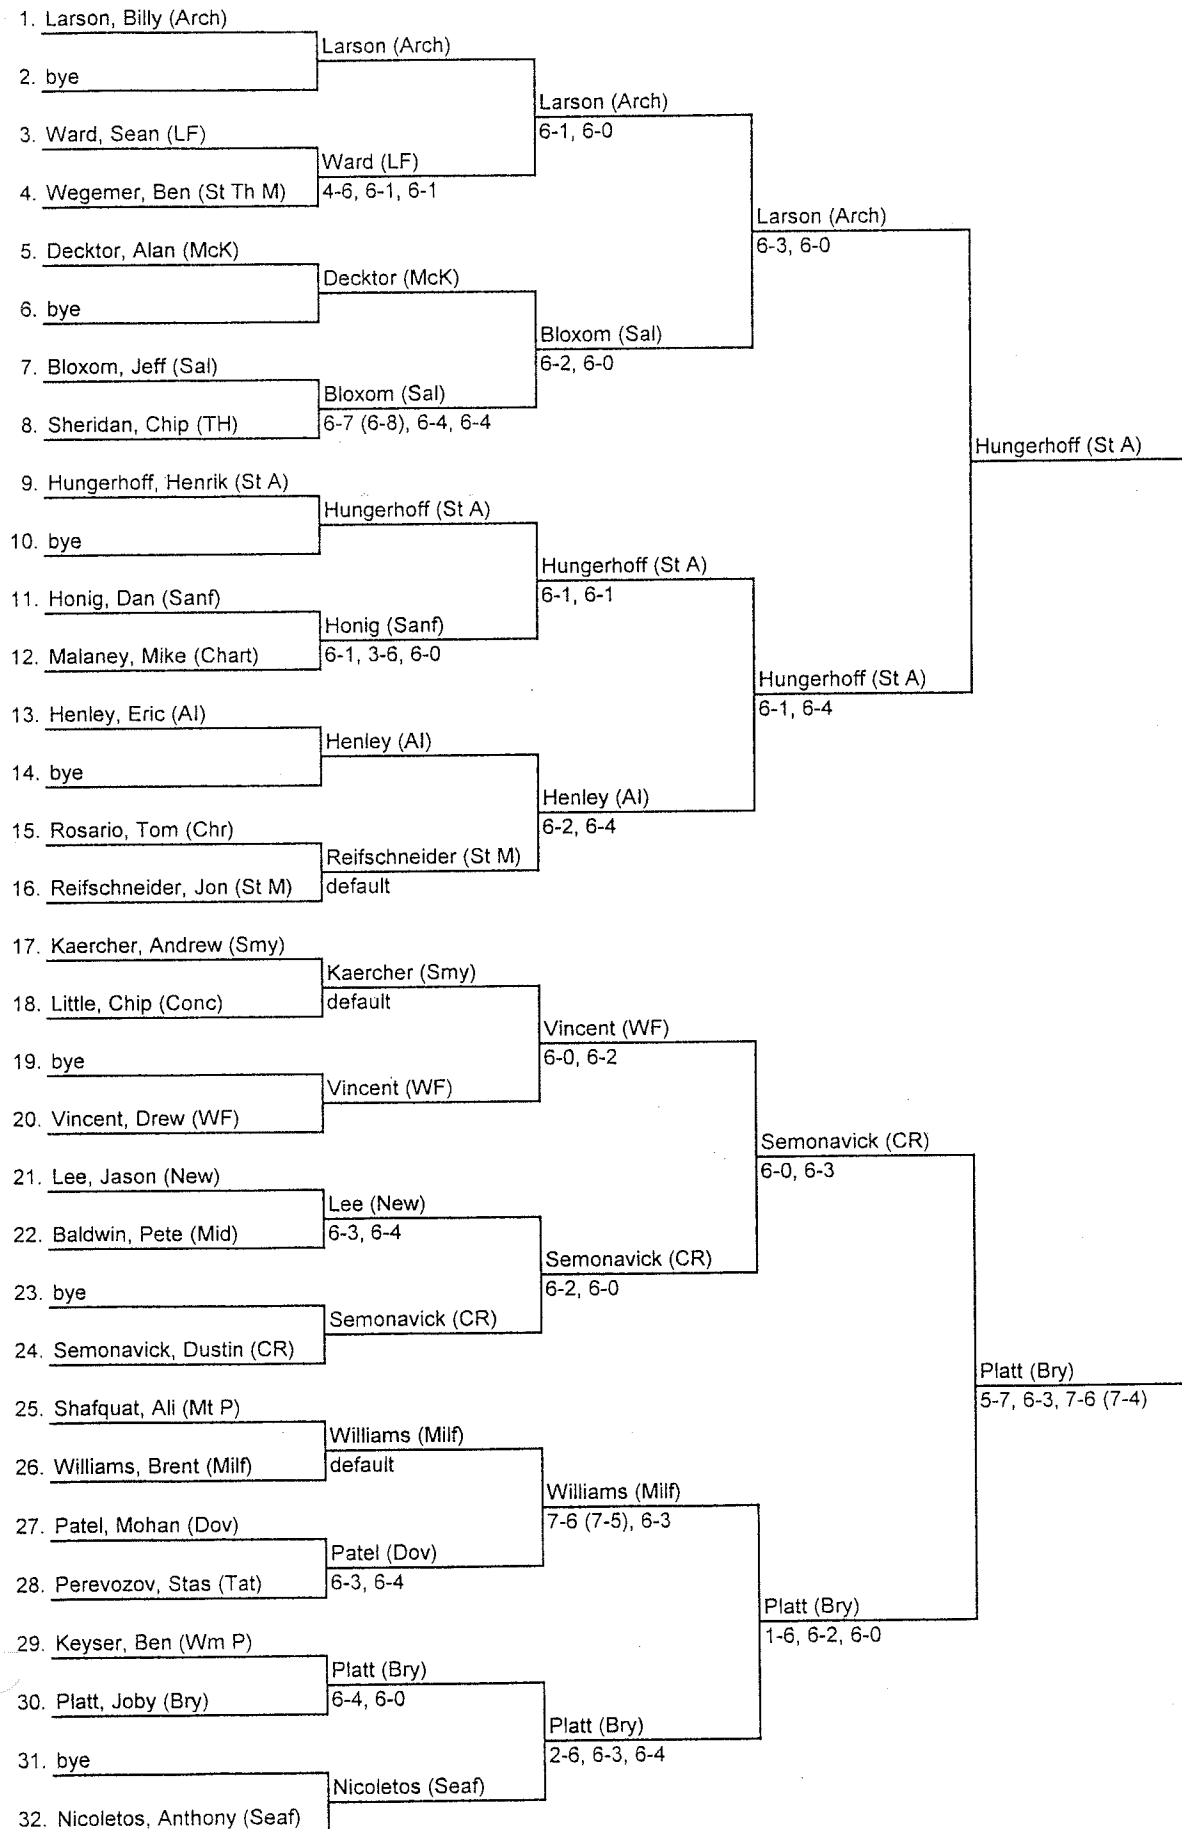 1. Larson, Billy (Arch)
Larson (Arch)
2. bye
Larson (Arch)
6-1, 6-0
3. Ward, Sean (LF)
Ward (LF)
4-6, 6-1, 6-1
4. Wegemer, Ben (St Th M)
Larson (Arch)
6-3, 6-0
5. Decktor, Alan (McK)
Decktor (McK)
6. bye
Bloxom (Sal)
6-2, 6-0
7. Bloxom, Jeff (Sal)
Bloxom (Sal)
6-7 (6-8), 6-4, 6-4
8. Sheridan, Chip (TH)
Hungerhoff (St A)
9. Hungerhoff, Henrik (St A)
Hungerhoff (St A)
10. bye
Hungerhoff (St A)
6-1, 6-1
11. Honig, Dan (Sanf)
Honig (Sanf)
6-1, 3-6, 6-0
12. Malaney, Mike (Chart)
Hungerhoff (St A)
6-1, 6-4
13. Henley, Eric (AI)
Henley (AI)
14. bye
Henley (AI)
6-2, 6-4
15. Rosario, Tom (Chr)
Reifschneider (St M)
default
16. Reifschneider, Jon (St M)
17. Kaercher, Andrew (Smy)
Kaercher (Smy)
default
18. Little, Chip (Conc)
Vincent (WF)
6-0, 6-2
19. bye
Vincent (WF)
20. Vincent, Drew (WF)
Semonavick (CR)
6-0, 6-3
21. Lee, Jason (New)
Lee (New)
6-3, 6-4
22. Baldwin, Pete (Mid)
Semonavick (CR)
6-2, 6-0
23. bye
Semonavick (CR)
24. Semonavick, Dustin (CR)
Platt (Bry)
5-7, 6-3, 7-6 (7-4)
25. Shafquat, Ali (Mt P)
Williams (Milf)
default
26. Williams, Brent (Milf)
Williams (Milf)
7-6 (7-5), 6-3
27. Patel, Mohan (Dov)
Patel (Dov)
6-3, 6-4
28. Perevozov, Stas (Tat)
Platt (Bry)
1-6, 6-2, 6-0
29. Keyser, Ben (Wm P)
Platt (Bry)
6-4, 6-0
30. Platt, Joby (Bry)
Platt (Bry)
2-6, 6-3, 6-4
31. bye
Nicoletos (Seaf)
32. Nicoletos, Anthony (Seaf)